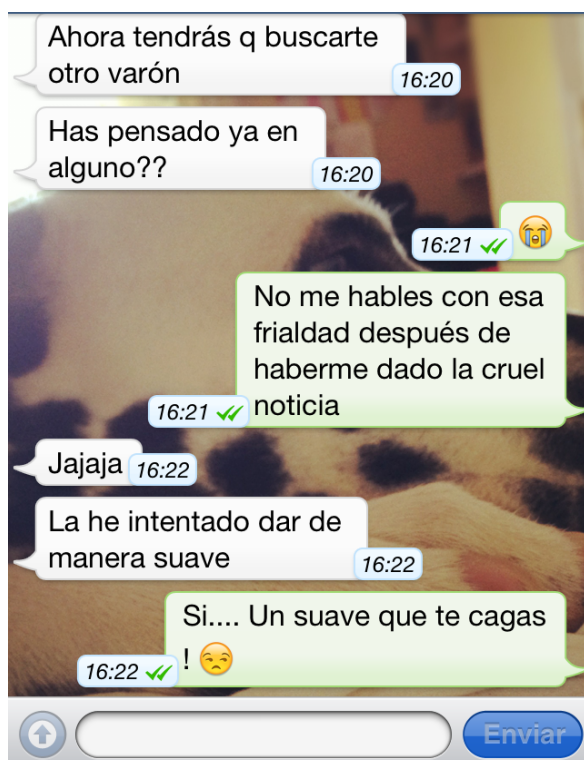 Ahora tendrás q buscarte
otro varón
16:20
Has pensado ya en
alguno??
16:20
😭
16:21
No me hables con esa
frialdad después de
haberme dado la cruel
noticia
16:21
Jajaja
16:22
La he intentado dar de
manera suave
16:22
Si.... Un suave que te cagas
! 😒
16:22
Enviar